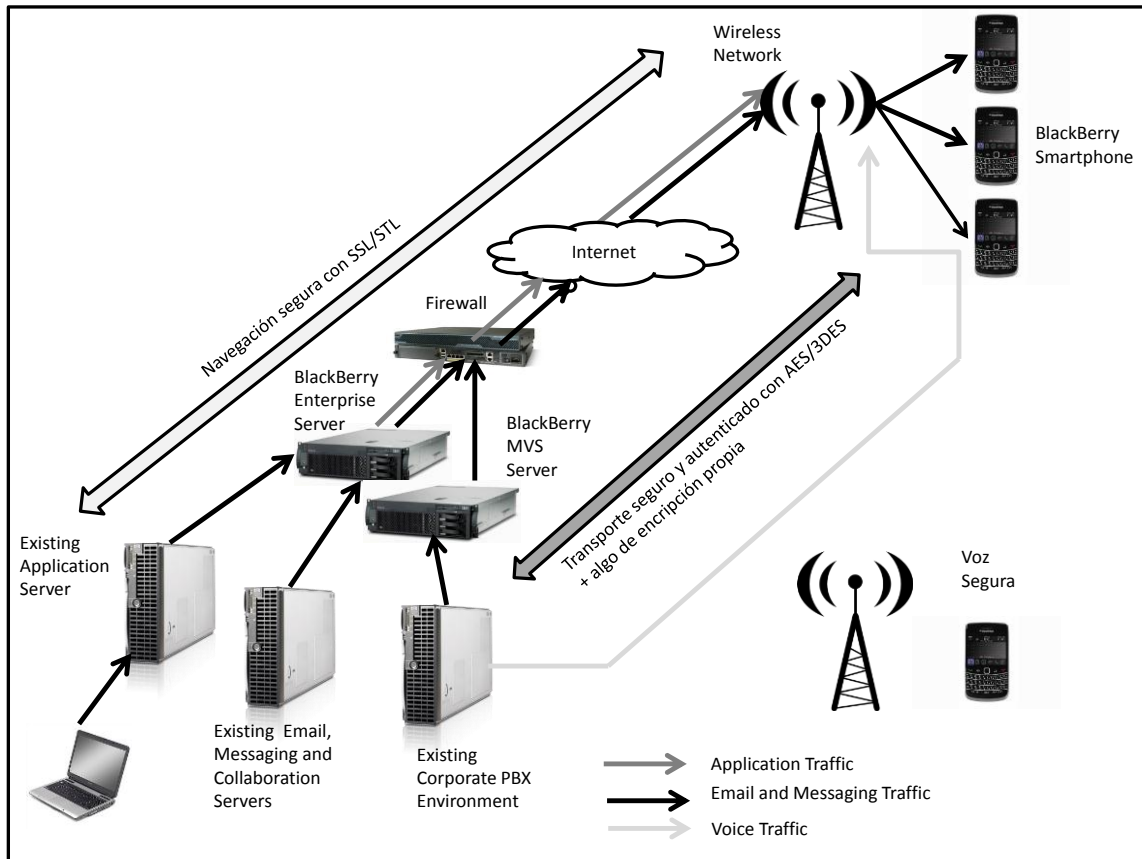 Wireless
Network
BlackBerry
Smartphone
Navegación segura con SSL/STL
Internet
Firewall
BlackBerry
Enterprise
Server
BlackBerry
MVS
Server
Transporte seguro y autenticado con AES/3DES
+ algo de encripción propia
Existing
Application
Server
Voz
Segura
Existing Email,
Messaging and
Collaboration
Servers
Existing
Corporate PBX
Environment
Application Traffic
Email and Messaging Traffic
Voice Traffic